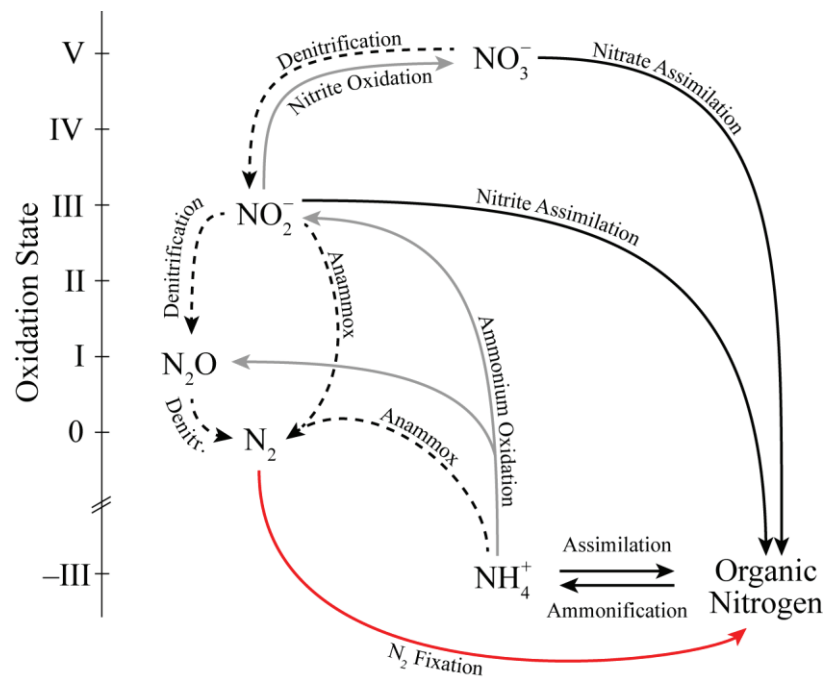 Oxidation State
V
IV
III
II
I
0
–III
Denitrification
NO₃⁻
Nitrate Assimilation
Nitrite Oxidation
NO₂⁻
Nitrite Assimilation
Denitrification
Anammox
Ammonium Oxidation
N₂O
Denitr.
N₂
Anammox
NH₄⁺
Assimilation
Ammonification
Organic
Nitrogen
N₂ Fixation